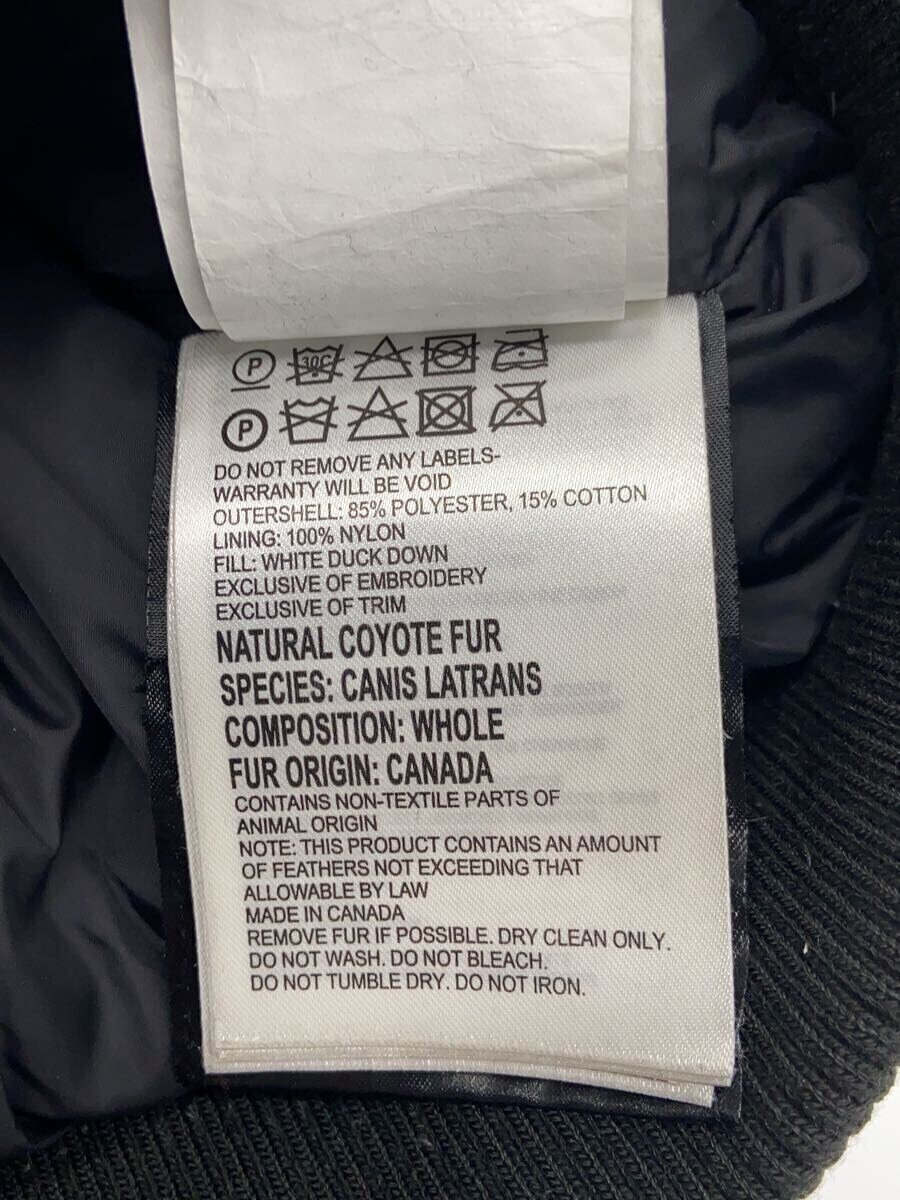 P 30C
P
DO NOT REMOVE ANY LABELS-
WARRANTY WILL BE VOID
OUTERSHELL: 85% POLYESTER, 15% COTTON
LINING: 100% NYLON
FILL: WHITE DUCK DOWN
EXCLUSIVE OF EMBROIDERY
EXCLUSIVE OF TRIM
NATURAL COYOTE FUR
SPECIES: CANIS LATRANS
COMPOSITION: WHOLE
FUR ORIGIN: CANADA
CONTAINS NON-TEXTILE PARTS OF
ANIMAL ORIGIN
NOTE: THIS PRODUCT CONTAINS AN AMOUNT
OF FEATHERS NOT EXCEEDING THAT
ALLOWABLE BY LAW
MADE IN CANADA
REMOVE FUR IF POSSIBLE. DRY CLEAN ONLY.
DO NOT WASH. DO NOT BLEACH.
DO NOT TUMBLE DRY. DO NOT IRON.